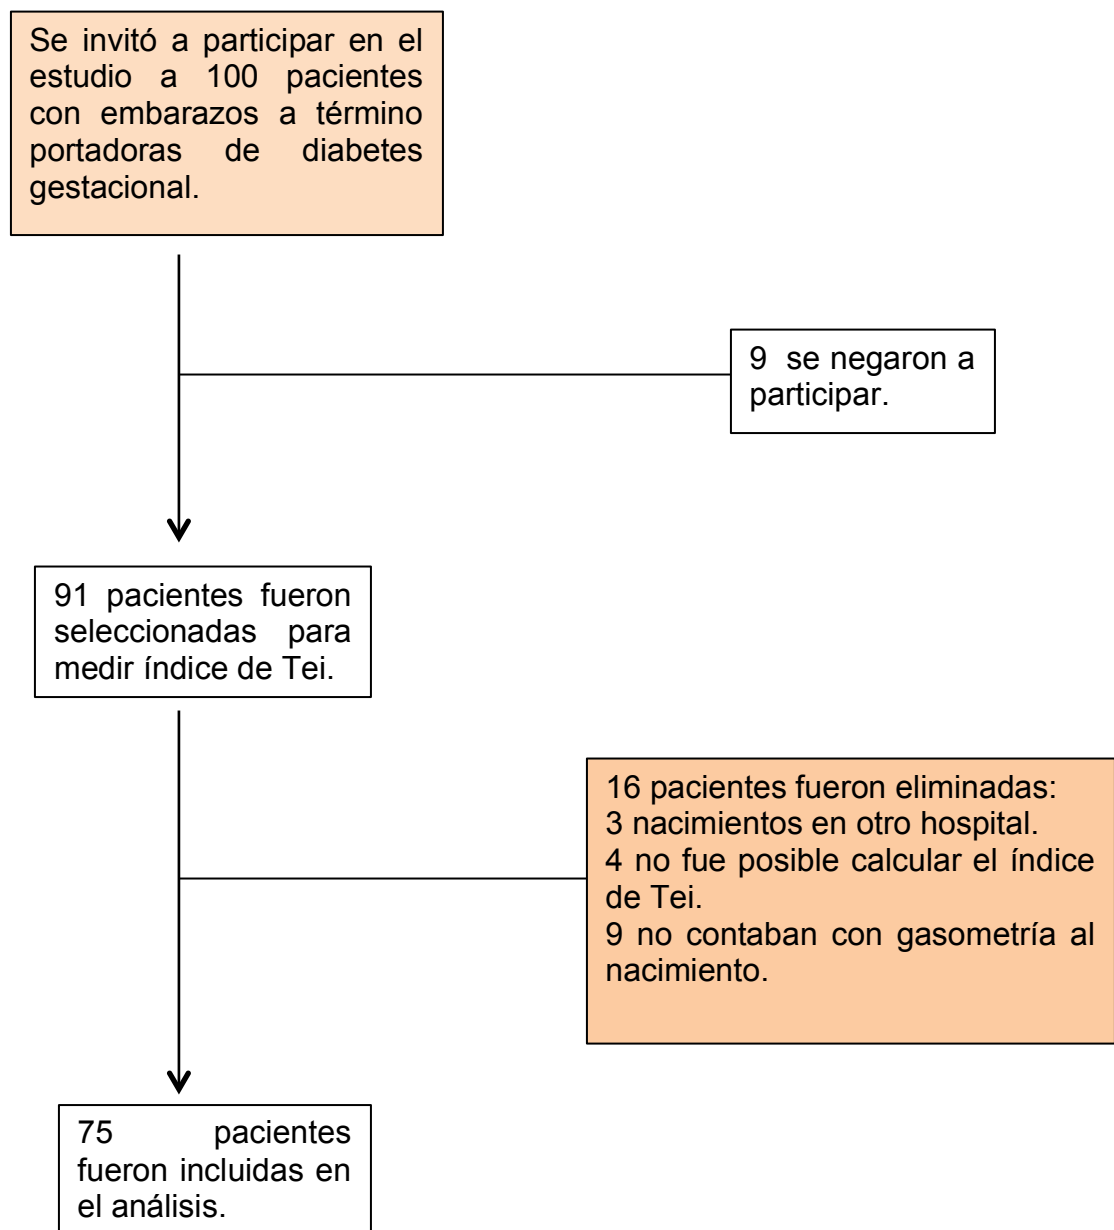 Se invitó a participar en el
estudio a 100 pacientes
con embarazos a término
portadoras de diabetes
gestacional.
9 se negaron a
participar.
91 pacientes fueron
seleccionadas para
medir índice de Tei.
16 pacientes fueron eliminadas:
3 nacimientos en otro hospital.
4 no fue posible calcular el índice
de Tei.
9 no contaban con gasometría al
nacimiento.
75 pacientes
fueron incluidas en
el análisis.